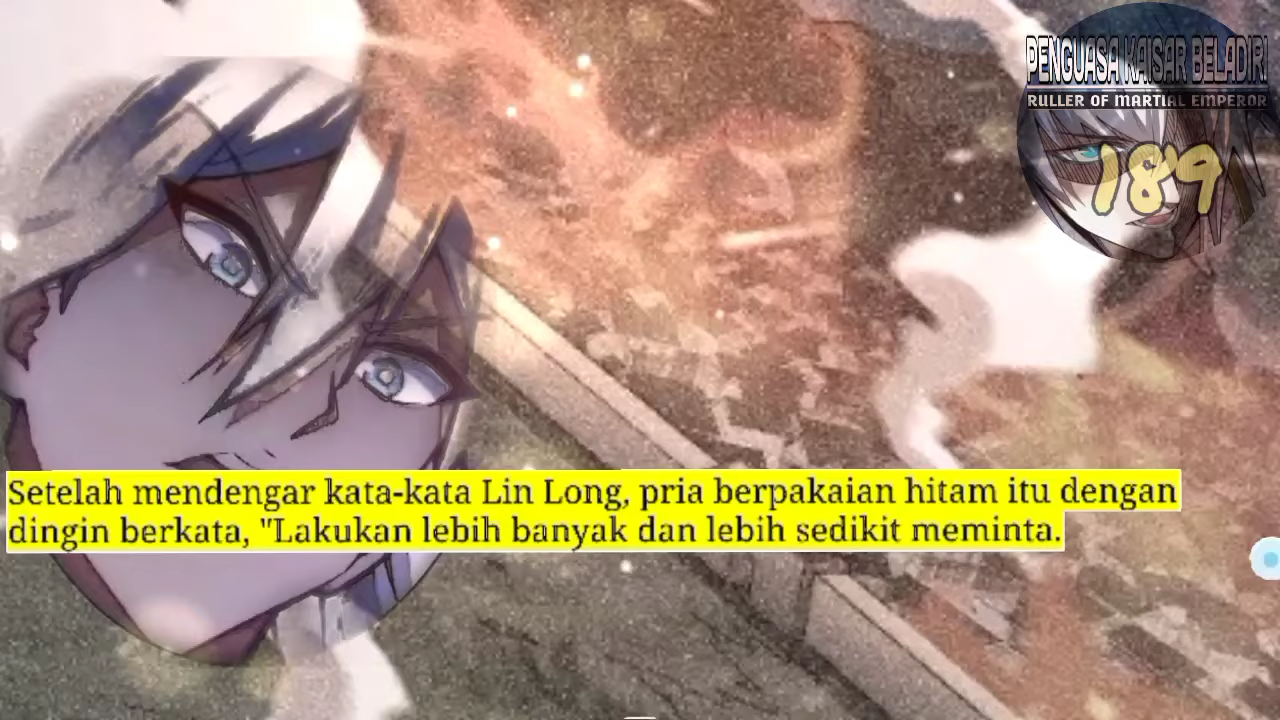 PENGUASA KAISAR BELADIRI
RULLER OF MARTIAL EMPEROR
189
Setelah mendengar kata-kata Lin Long, pria berpakaian hitam itu dengan
dingin berkata, "Lakukan lebih banyak dan lebih sedikit meminta.